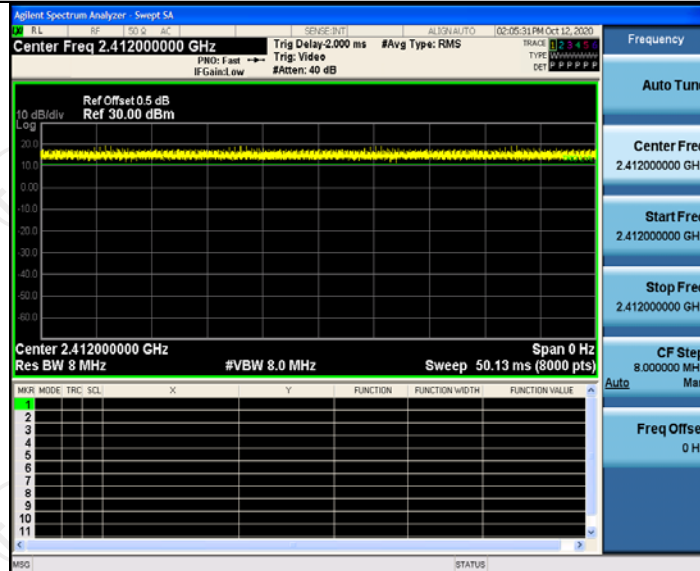 Agilent Spectrum Analyzer - Swept SA
RL RF 50 Ω AC SENSE:INT ALIGN AUTO 02:05:31 PM Oct 12, 2020
Center Freq 2.412000000 GHz
PNO: Fast
IFGain:Low
Trig Delay-2.000 ms
Trig: Video
#Atten: 40 dB
#Avg Type: RMS
TRACE 1 2 3 4 5 6
TYPE
DET P P P P P P
Ref Offset 0.5 dB
10 dB/div Ref 30.00 dBm
Log
20.0
10.0
0.00
-10.0
-20.0
-30.0
-40.0
-50.0
-60.0
Center 2.412000000 GHz Span 0 Hz
Res BW 8 MHz #VBW 8.0 MHz Sweep 50.13 ms (8000 pts)
MKR MODE TRC SCL X Y FUNCTION FUNCTION WIDTH FUNCTION VALUE
1
2
3
4
5
6
7
8
9
10
11
MSG STATUS
Frequency
Auto Tun
Center Fre
2.412000000 GH
Start Fre
2.412000000 GH
Stop Fre
2.412000000 GH
CF Step
8.000000 MH
Auto Ma
Freq Offse
0 H